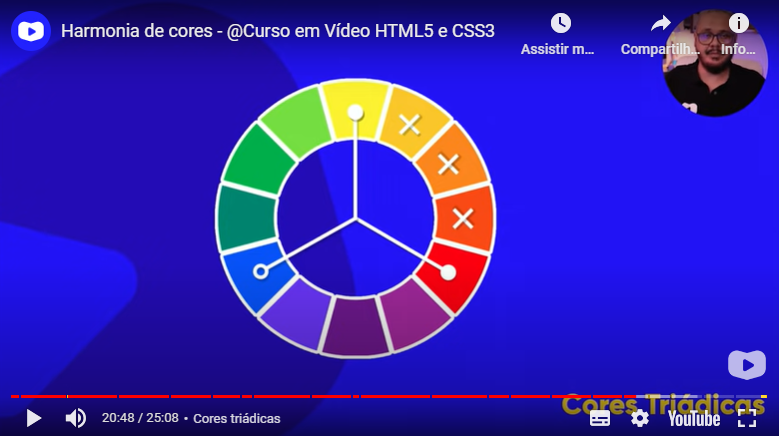 Harmonia de cores - @Curso em Vídeo HTML5 e CSS3
Assistir m...
Compartilh...
Info...
Cores Triádicas
20:48 / 25:08 • Cores triádicas
YouTube